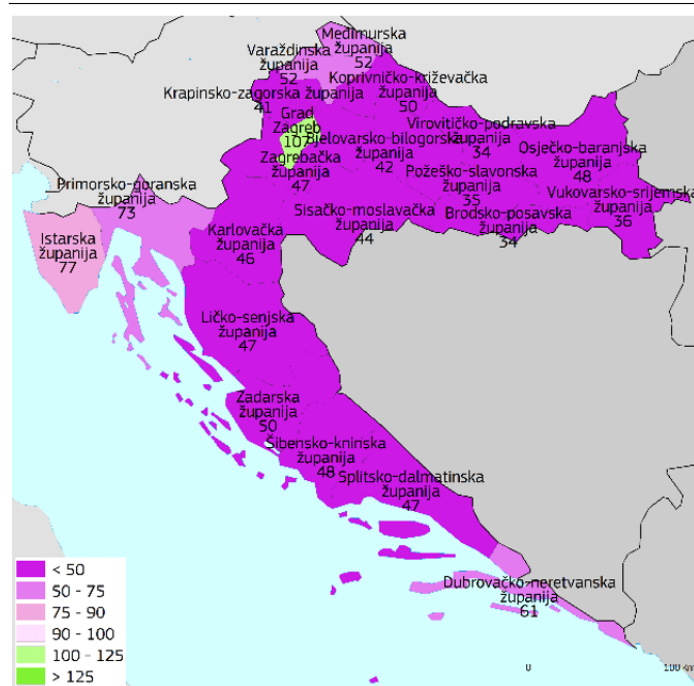 Međimurska
županija
52
Varaždinska
županija
52
Koprivničko-križevačka
županija
50
Krapinsko-zagorska županija
41
Grad
Zagreb
107
Virovitičko-podravska
županija
34
Bjelovarsko-bilogorska
županija
42
Osječko-baranjska
županija
48
Zagrebačka
županija
47
Požeško-slavonska
županija
35
Vukovarsko-srijemska
županija
36
Primorsko-goranska
županija
73
Sisačko-moslavačka
županija
44
Brodsko-posavska
županija
34
Istarska
županija
77
Karlovačka
županija
46
Ličko-senjska
županija
47
Zadarska
županija
50
Šibensko-kninska
županija
48
Splitsko-dalmatinska
županija
47
Dubrovačko-neretvanska
županija
61
< 50
50 - 75
75 - 90
90 - 100
100 - 125
> 125
0 100 km